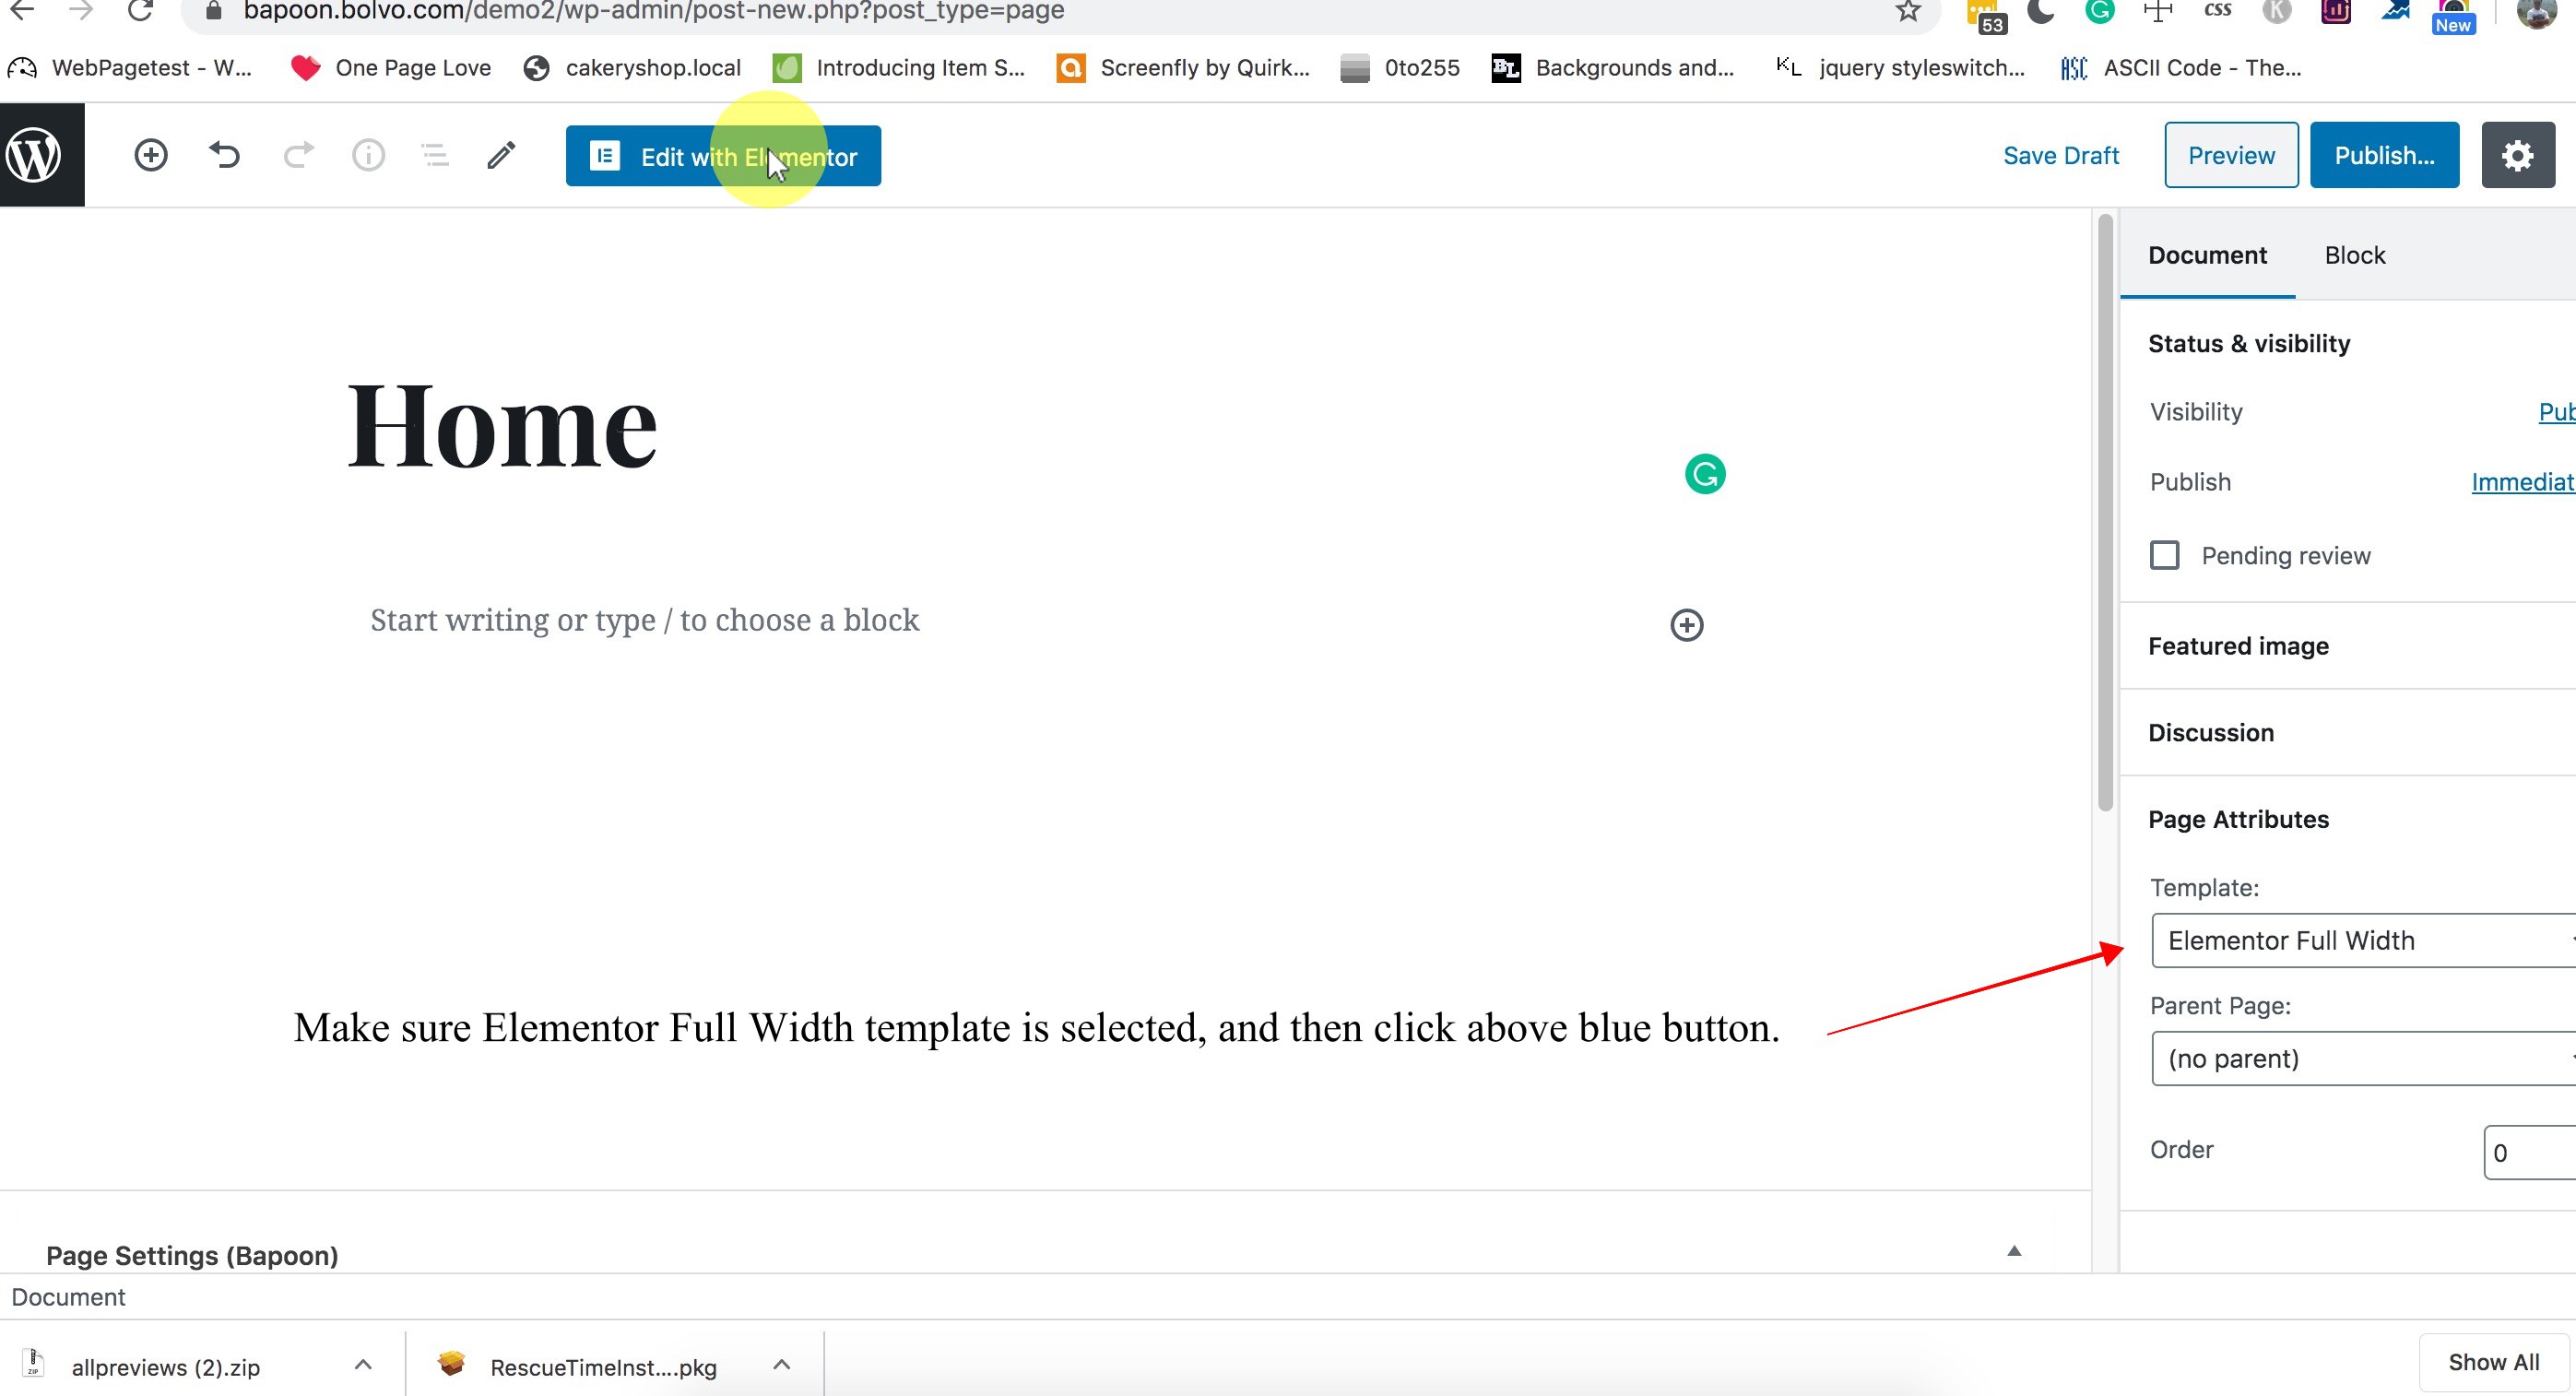 bapoon.bolvo.com/demo2/wp-admin/post-new.php?post_type=page
53
css
K
New
WebPagetest - W...
One Page Love
cakeryshop.local
Introducing Item S...
Screenfly by Quirk...
0to255
BL
Backgrounds and...
KL
jquery styleswitch...
ASC
ASCII Code - The...
Edit with Elementor
Save Draft
Preview
Publish...
Document
Block
Home
Status & visibility
Visibility
Pub
Publish
Immediat
Start writing or type / to choose a block
Pending review
Featured image
Discussion
Page Attributes
Template:
Elementor Full Width
Make sure Elementor Full Width template is selected, and then click above blue button.
Parent Page:
(no parent)
Order
0
Page Settings (Bapoon)
Document
ZIP
allpreviews (2).zip
RescueTimeInst....pkg
Show All